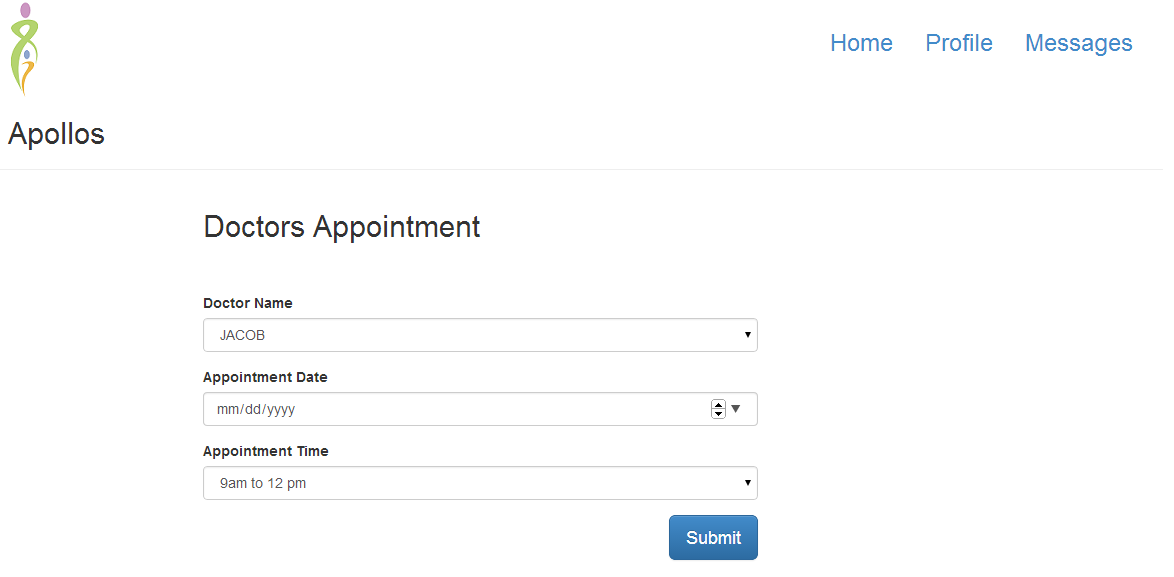 Home Profile Messages
Apollos
Doctors Appointment
Doctor Name
JACOB
Appointment Date
mm/dd/yyyy
Appointment Time
9am to 12 pm
Submit